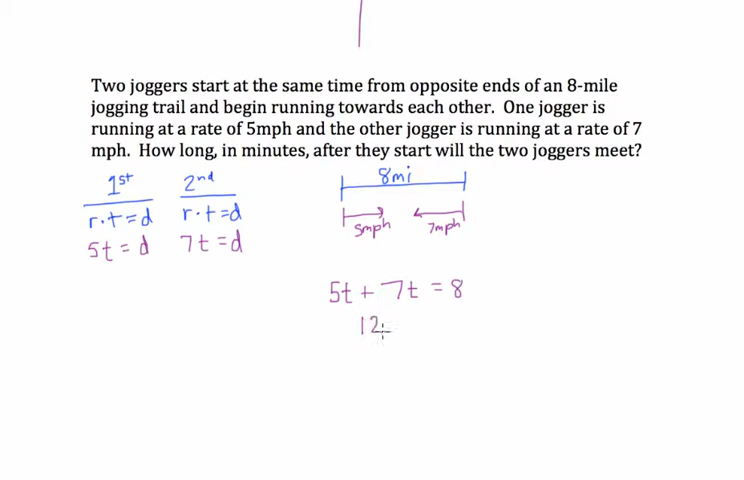 Two joggers start at the same time from opposite ends of an 8-mile
jogging trail and begin running towards each other. One jogger is
running at a rate of 5mph and the other jogger is running at a rate of 7
mph. How long, in minutes, after they start will the two joggers meet?
1st 2nd 8mi
r·t=d r·t=d
5mph 7mph
5t = d 7t = d
5t + 7t = 8
12